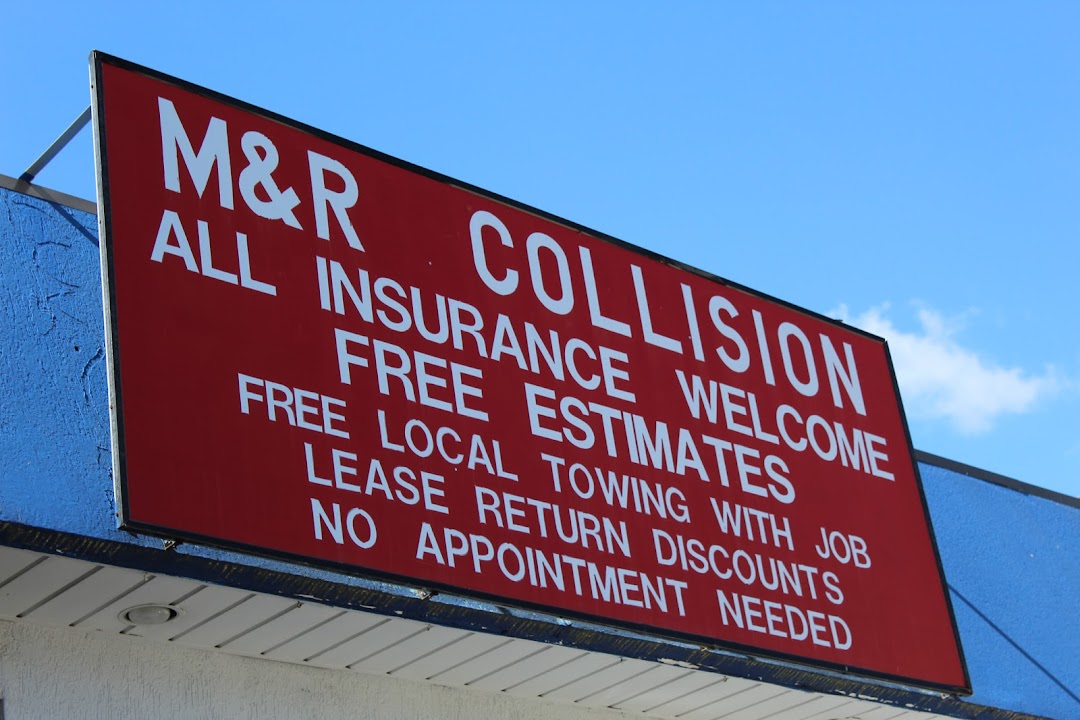 M&R COLLISION
ALL INSURANCE WELCOME
FREE ESTIMATES
FREE LOCAL TOWING WITH JOB
LEASE RETURN DISCOUNTS
NO APPOINTMENT NEEDED